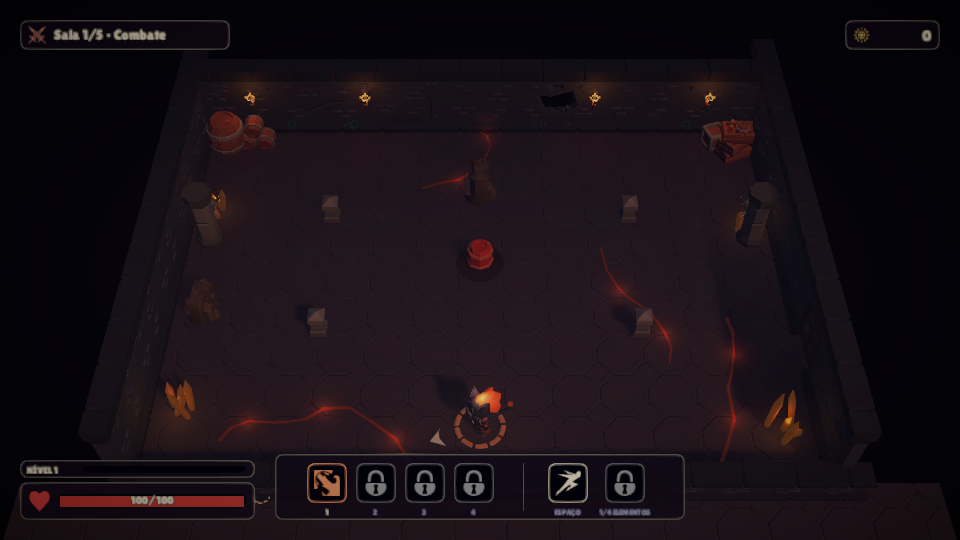 Sala 1/5 - Combate
0
NÍVEL 1
100/100
1
2
3
4
ESPAÇO
1/4 ELEMENTOS